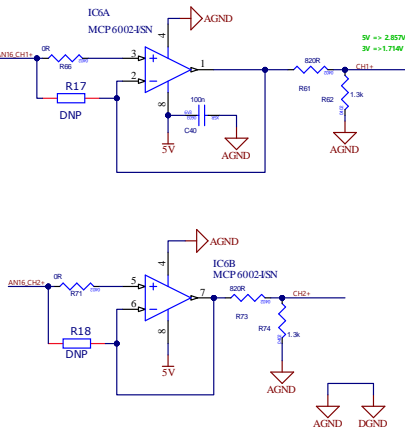 IC6A
MCP6002-I/SN
AGND
4
5V => 2.857V
3V =>1.714V
0R
AN16_CH1+
R66
3
1
2
820R
CH1+
R61
R17
DNP
8
100n
R62
1.3k
C40
5V
AGND
AGND
AGND
4
IC6B
MCP6002-I/SN
0R
AN16_CH2+
R71
5
7
6
820R
CH2+
R73
R74
1.3k
R18
DNP
8
5V
AGND
AGND
DGND